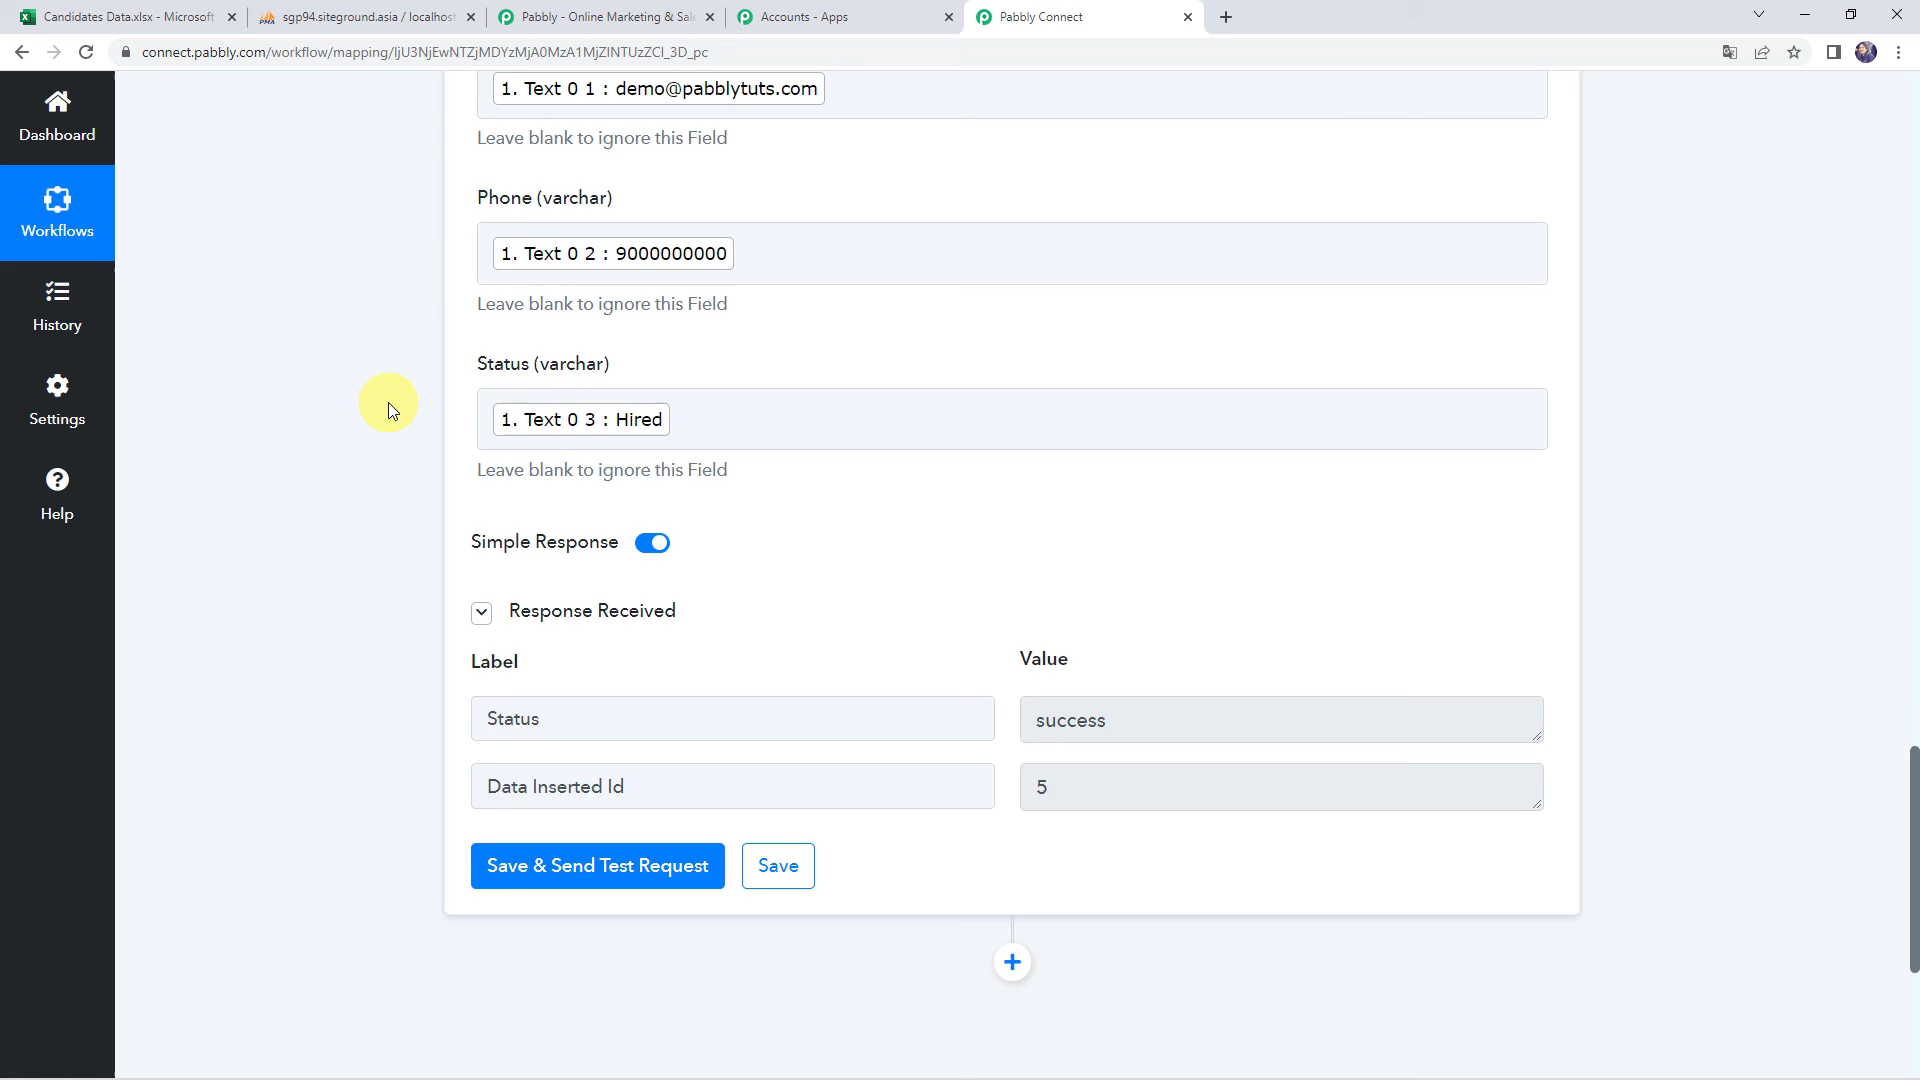 Candidates Data.xlsx - Microsoft
sgp94.siteground.asia / localhost
Pabbly - Online Marketing & Sale
Accounts - Apps
Pabbly Connect
connect.pabbly.com/workflow/mapping/IjU3NjEwNTZjMDYzMjA0MzA1MjZlNTUzZCI_3D_pc
1. Text 0 1 : demo@pabblytuts.com
Dashboard
Leave blank to ignore this Field
Phone (varchar)
Workflows
1. Text 0 2 : 9000000000
Leave blank to ignore this Field
History
Status (varchar)
Settings
1. Text 0 3 : Hired
Leave blank to ignore this Field
Help
Simple Response
Response Received
Label
Value
Status
success
Data Inserted Id
5
Save & Send Test Request
Save